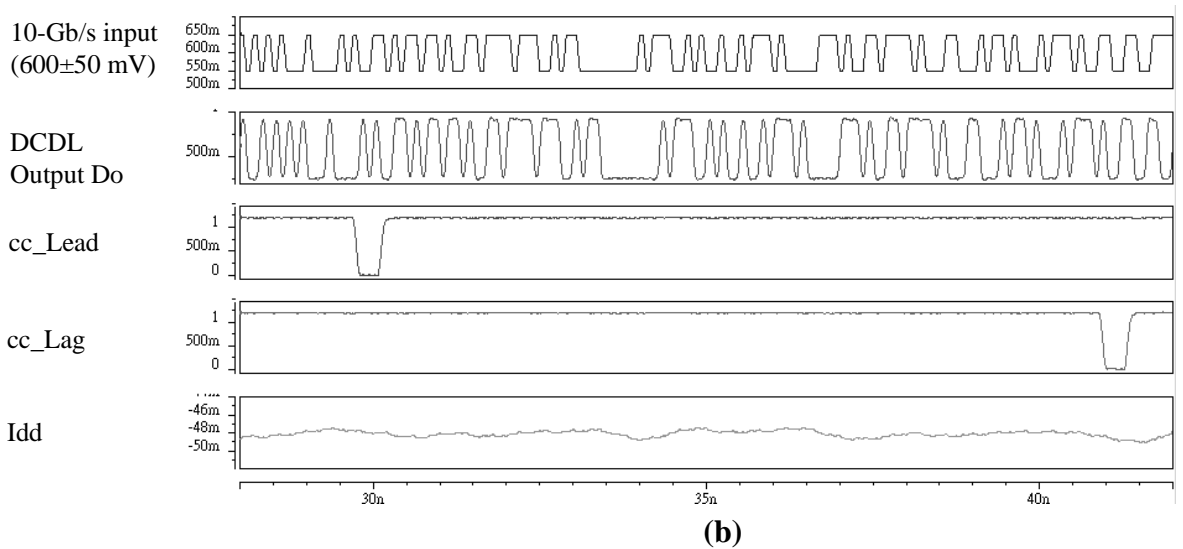 10-Gb/s input
(600±50 mV)
650m
600m
550m
500m
DCDL
Output Do
500m
cc_Lead
1
500m
0
cc_Lag
1
500m
0
Idd
-46m
-48m
-50m
30n
35n
40n
(b)